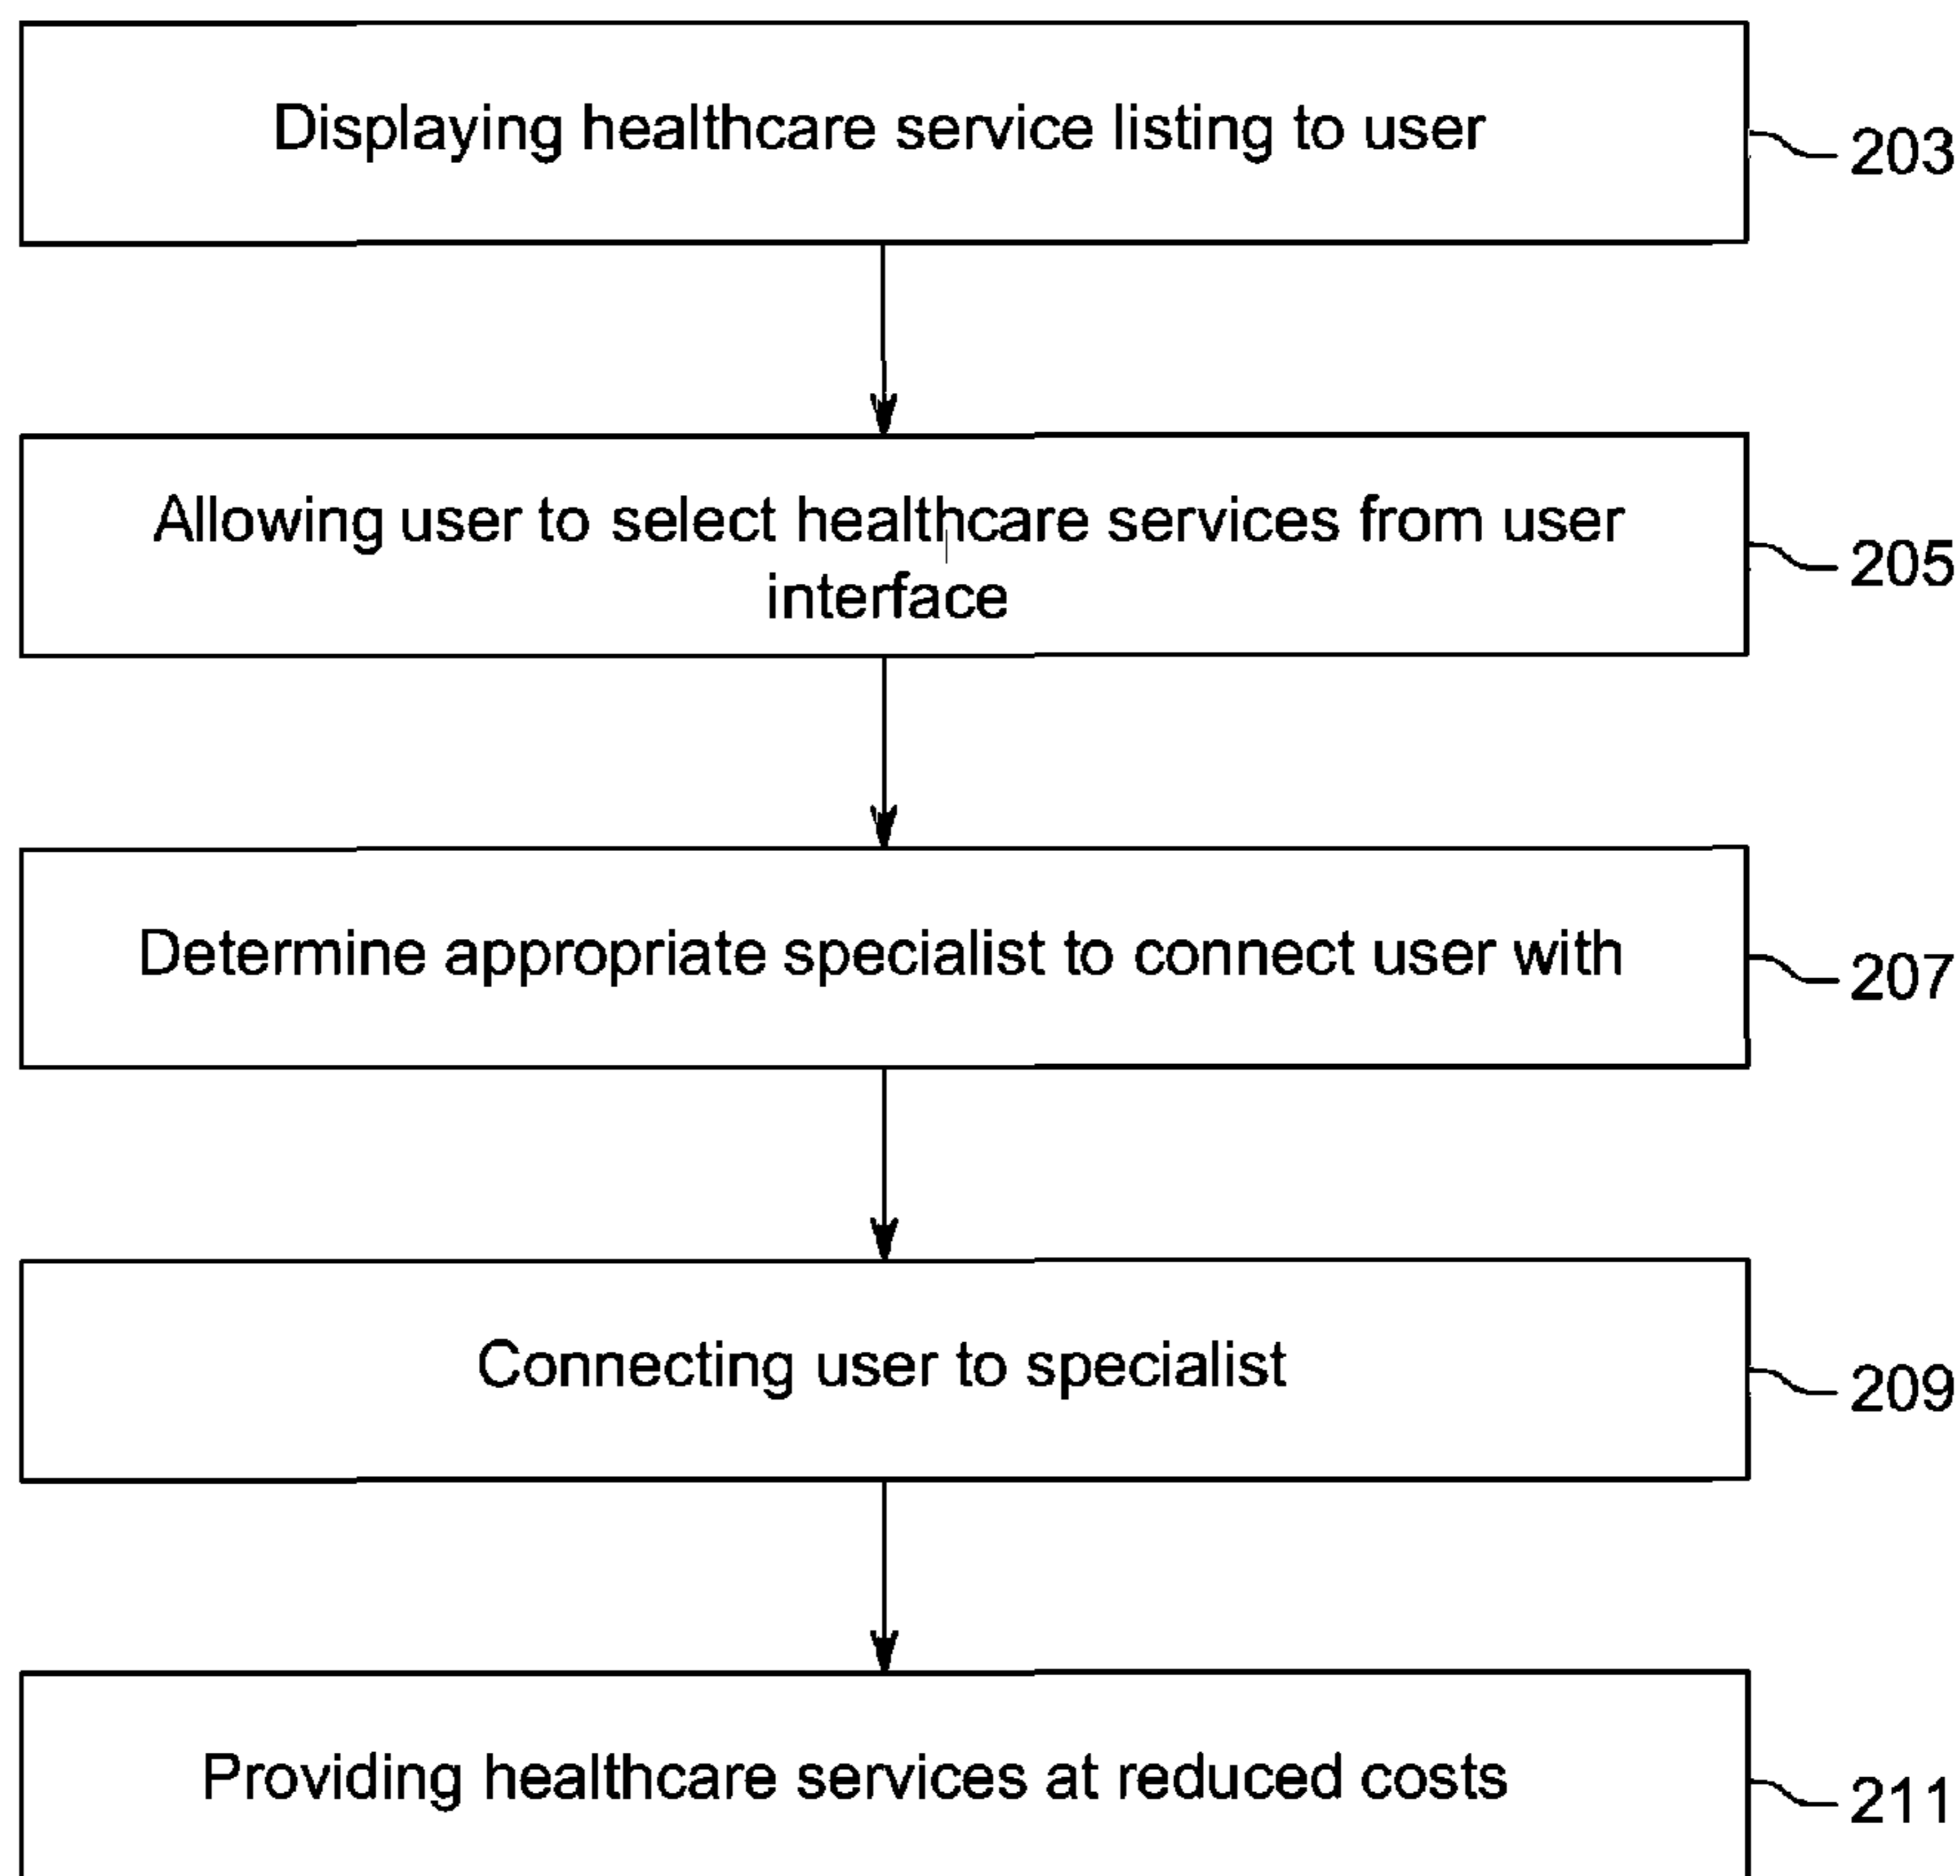 Displaying healthcare service listing to user
203
Allowing user to select healthcare services from user
interface
205
Determine appropriate specialist to connect user with
207
Connecting user to specialist
209
Providing healthcare services at reduced costs
211